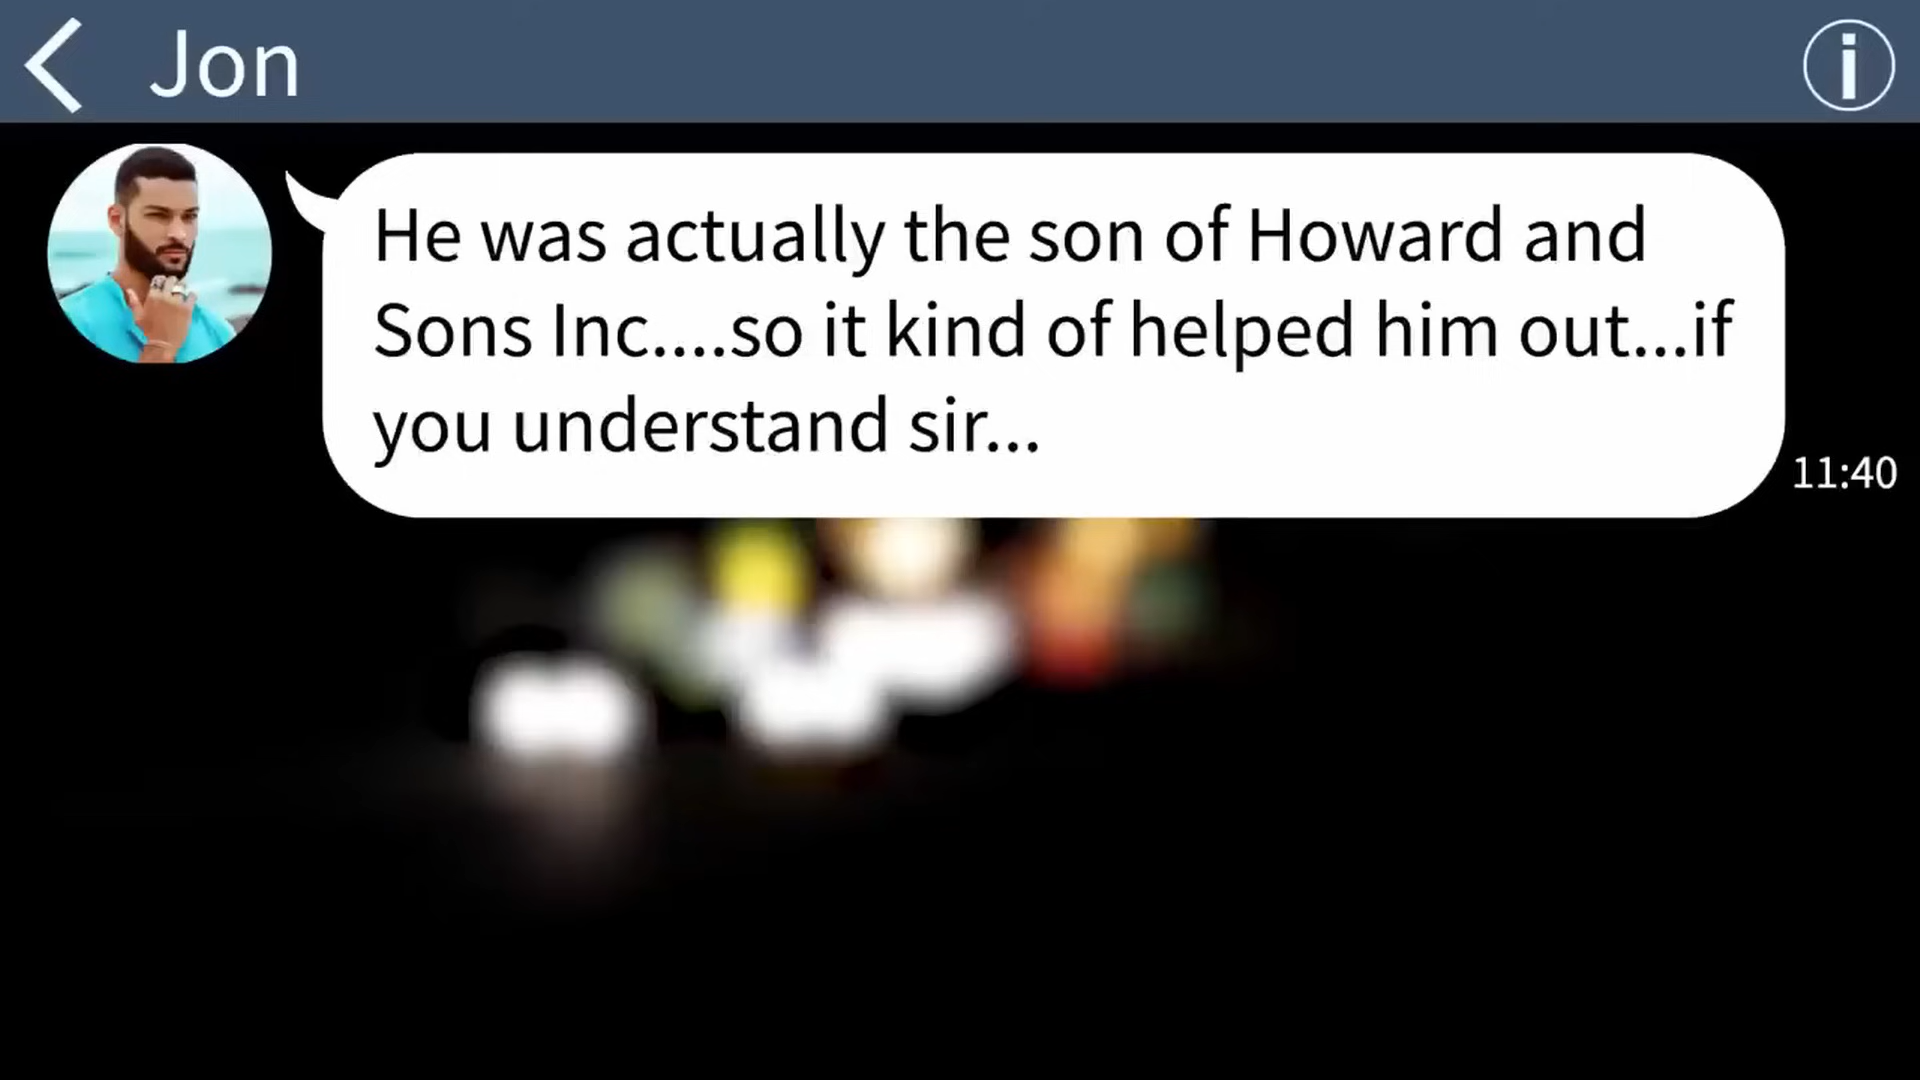 Jon
He was actually the son of Howard and
Sons Inc....so it kind of helped him out...if
you understand sir...
11:40